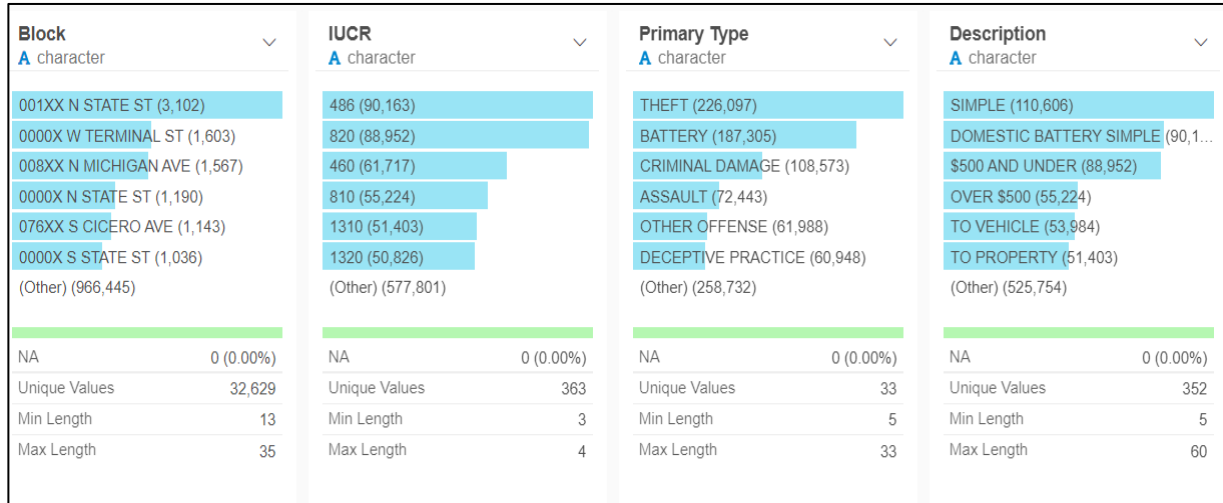 Block
A character
001XX N STATE ST (3,102)
0000X W TERMINAL ST (1,603)
008XX N MICHIGAN AVE (1,567)
0000X N STATE ST (1,190)
076XX S CICERO AVE (1,143)
0000X S STATE ST (1,036)
(Other) (966,445)
NA 0 (0.00%)
Unique Values 32,629
Min Length 13
Max Length 35
IUCR
A character
486 (90,163)
820 (88,952)
460 (61,717)
810 (55,224)
1310 (51,403)
1320 (50,826)
(Other) (577,801)
NA 0 (0.00%)
Unique Values 363
Min Length 3
Max Length 4
Primary Type
A character
THEFT (226,097)
BATTERY (187,305)
CRIMINAL DAMAGE (108,573)
ASSAULT (72,443)
OTHER OFFENSE (61,988)
DECEPTIVE PRACTICE (60,948)
(Other) (258,732)
NA 0 (0.00%)
Unique Values 33
Min Length 5
Max Length 33
Description
A character
SIMPLE (110,606)
DOMESTIC BATTERY SIMPLE (90,1...
$500 AND UNDER (88,952)
OVER $500 (55,224)
TO VEHICLE (53,984)
TO PROPERTY (51,403)
(Other) (525,754)
NA 0 (0.00%)
Unique Values 352
Min Length 5
Max Length 60